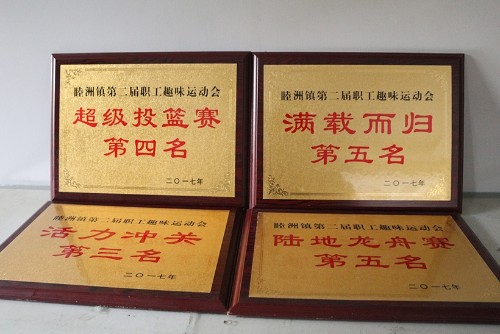 睦洲镇第二届职工趣味运动会
超级投篮赛
第四名
二〇一七年
睦洲镇第二届职工趣味运动会
满载而归
第五名
二〇一七年
睦洲镇第二届职工趣味运动会
活力冲关
第三名
二〇一七年
睦洲镇第二届职工趣味运动会
陆地龙舟赛
第五名
二〇一七年